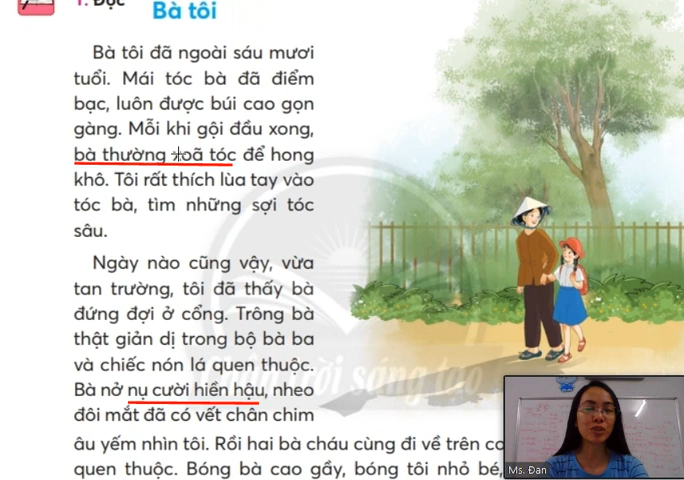 1. Đọc
Bà tôi
Bà tôi đã ngoài sáu mươi
tuổi. Mái tóc bà đã điểm
bạc, luôn được búi cao gọn
gàng. Mỗi khi gội đầu xong,
bà thường xoã tóc để hong
khô. Tôi rất thích lùa tay vào
tóc bà, tìm những sợi tóc
sâu.
Ngày nào cũng vậy, vừa
tan trường, tôi đã thấy bà
đứng đợi ở cổng. Trông bà
thật giản dị trong bộ bà ba
và chiếc nón lá quen thuộc.
Bà nở nụ cười hiền hậu, nheo
đôi mắt đã có vết chân chim
âu yếm nhìn tôi. Rồi hai bà cháu cùng đi về trên co
quen thuộc. Bóng bà cao gầy, bóng tôi nhỏ bé,
Chân trời sáng tạo
Ms. Đan